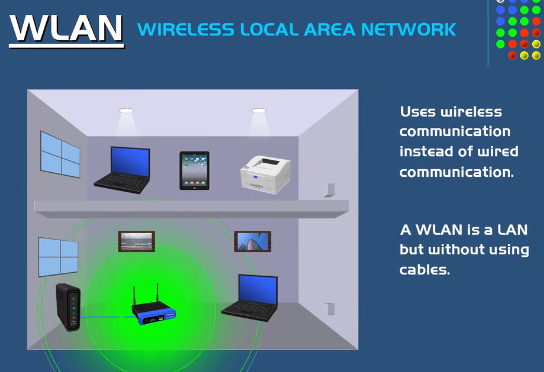 WLAN
WIRELESS LOCAL AREA NETWORK
Uses wireless
communication
instead of wired
communication.
A WLAN is a LAN
but without using
cables.